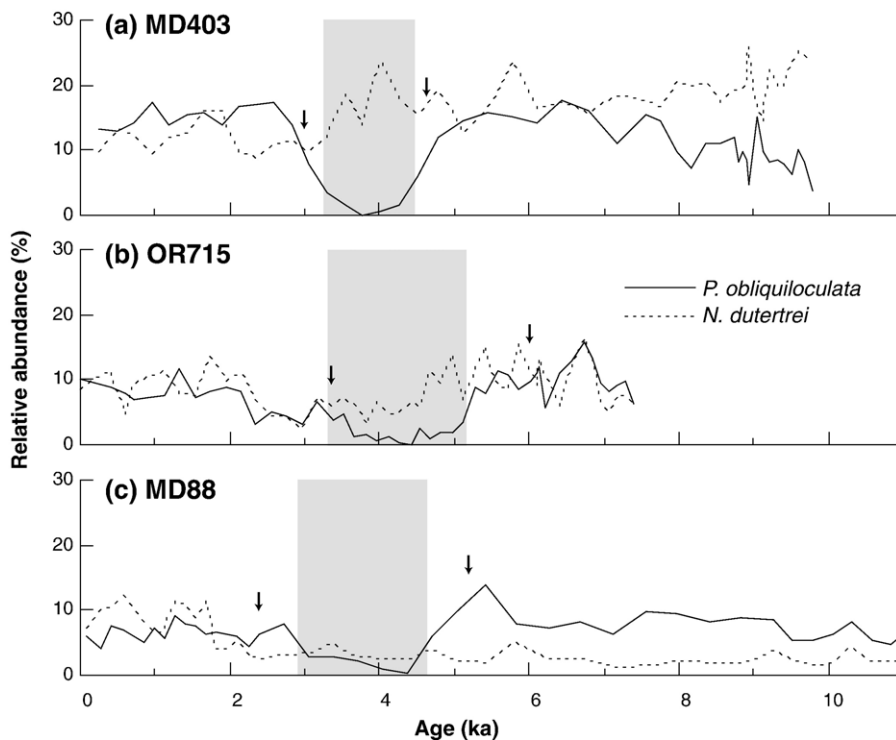 (a) MD403
30
20
10
0
(b) OR715
30
20
10
0
P. obliquiloculata
N. dutertrei
Relative abundance (%)
(c) MD88
30
20
10
0
0 2 4 6 8 10
Age (ka)